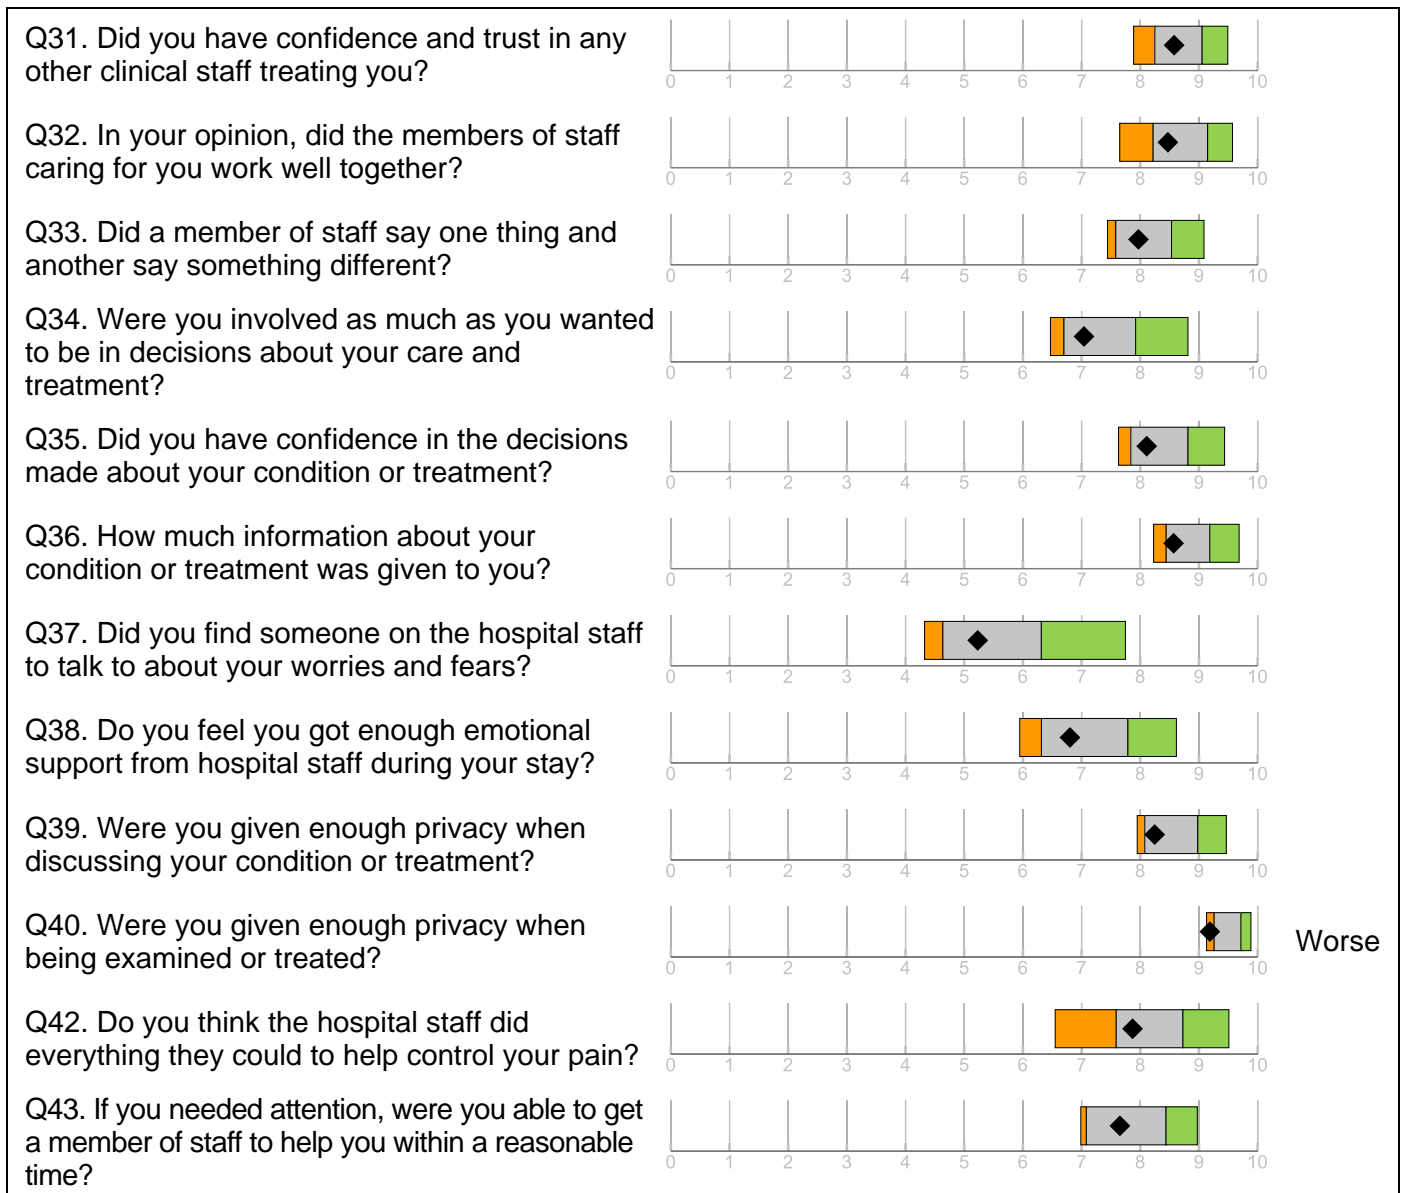 Q31. Did you have confidence and trust in any
other clinical staff treating you?
0 1 2 3 4 5 6 7 8 9 10
Q32. In your opinion, did the members of staff
caring for you work well together?
0 1 2 3 4 5 6 7 8 9 10
Q33. Did a member of staff say one thing and
another say something different?
0 1 2 3 4 5 6 7 8 9 10
Q34. Were you involved as much as you wanted
to be in decisions about your care and
treatment?
0 1 2 3 4 5 6 7 8 9 10
Q35. Did you have confidence in the decisions
made about your condition or treatment?
0 1 2 3 4 5 6 7 8 9 10
Q36. How much information about your
condition or treatment was given to you?
0 1 2 3 4 5 6 7 8 9 10
Q37. Did you find someone on the hospital staff
to talk to about your worries and fears?
0 1 2 3 4 5 6 7 8 9 10
Q38. Do you feel you got enough emotional
support from hospital staff during your stay?
0 1 2 3 4 5 6 7 8 9 10
Q39. Were you given enough privacy when
discussing your condition or treatment?
0 1 2 3 4 5 6 7 8 9 10
Q40. Were you given enough privacy when
being examined or treated?
0 1 2 3 4 5 6 7 8 9 10
Worse
Q42. Do you think the hospital staff did
everything they could to help control your pain?
0 1 2 3 4 5 6 7 8 9 10
Q43. If you needed attention, were you able to get
a member of staff to help you within a reasonable
time?
0 1 2 3 4 5 6 7 8 9 10